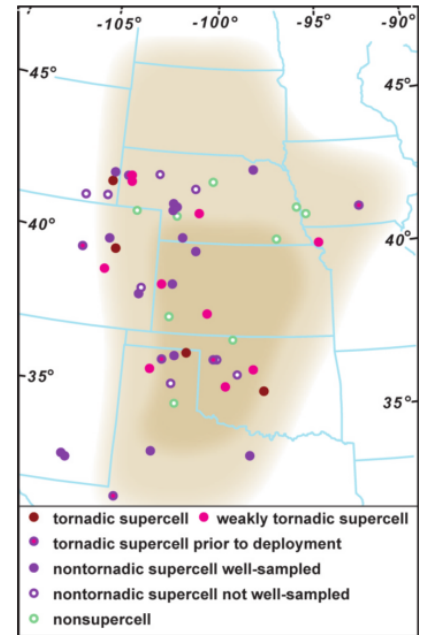 -105° -100° -95° -90°
45° 45°
40° 40°
35° 35°
tornadic supercell weakly tornadic supercell
tornadic supercell prior to deployment
nontornadic supercell well-sampled
nontornadic supercell not well-sampled
nonsupercell